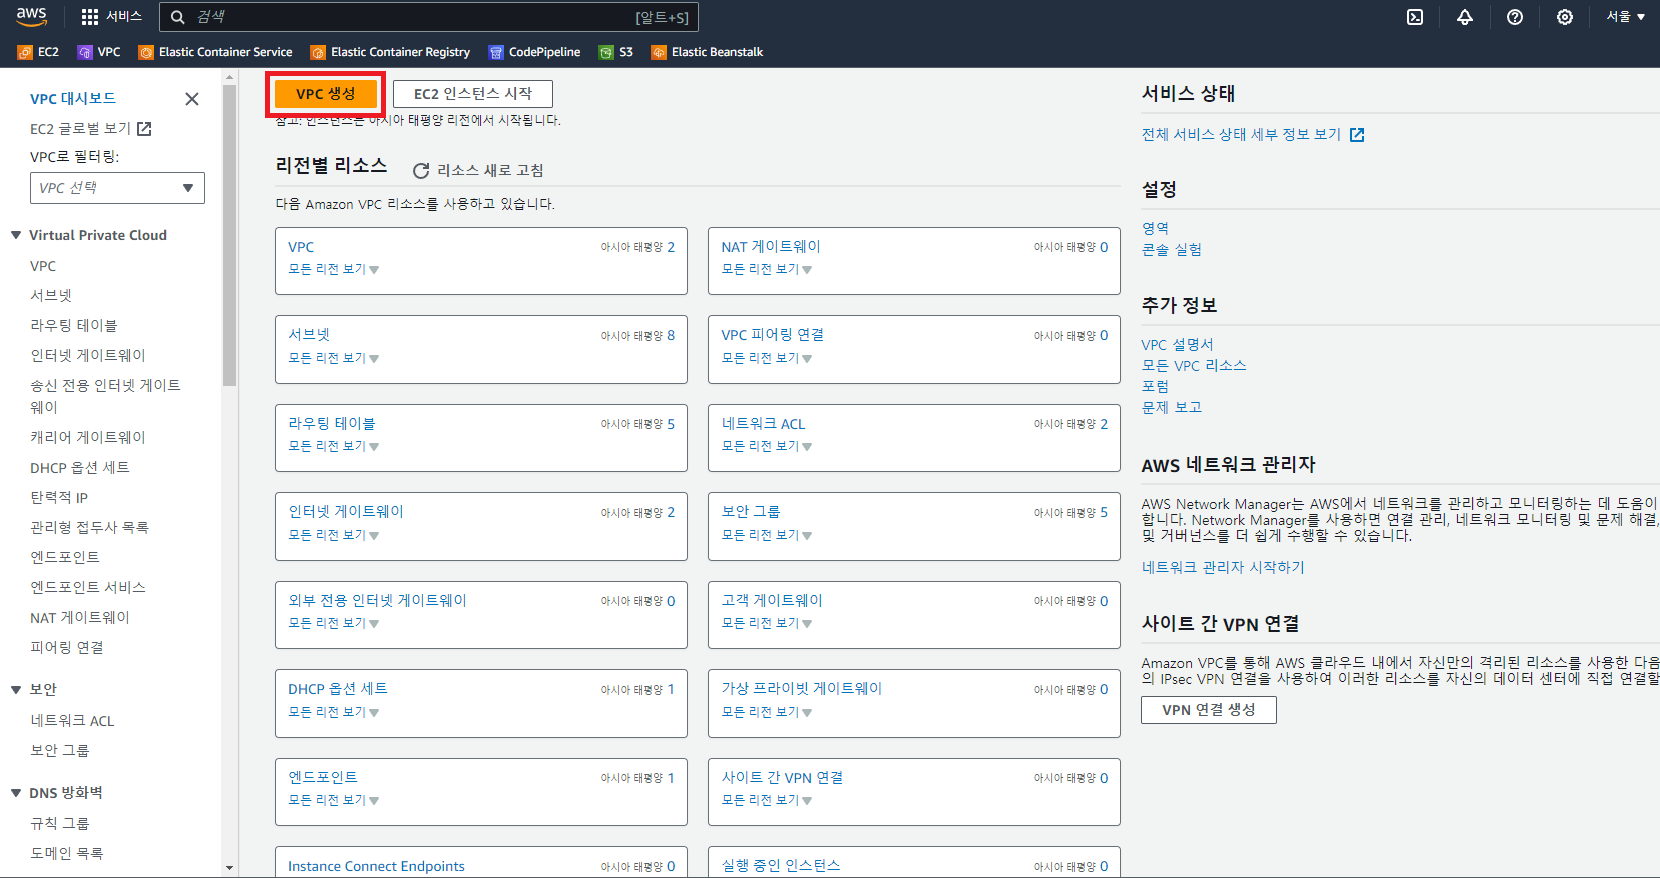 aws
서비스
검색
[알트+S]
서울 ▼
EC2
VPC
Elastic Container Service
Elastic Container Registry
CodePipeline
S3
Elastic Beanstalk
VPC 대시보드
EC2 글로벌 보기
VPC로 필터링:
VPC 선택
Virtual Private Cloud
VPC
서브넷
라우팅 테이블
인터넷 게이트웨이
송신 전용 인터넷 게이트
웨이
캐리어 게이트웨이
DHCP 옵션 세트
탄력적 IP
관리형 접두사 목록
엔드포인트
엔드포인트 서비스
NAT 게이트웨이
피어링 연결
보안
네트워크 ACL
보안 그룹
DNS 방화벽
규칙 그룹
도메인 목록
VPC 생성
EC2 인스턴스 시작
참고: 인스턴스는 아시아 태평양 리전에서 시작됩니다.
리전별 리소스
리소스 새로 고침
다음 Amazon VPC 리소스를 사용하고 있습니다.
VPC
아시아 태평양 2
모든 리전 보기
NAT 게이트웨이
아시아 태평양 0
모든 리전 보기
서브넷
아시아 태평양 8
모든 리전 보기
VPC 피어링 연결
아시아 태평양 0
모든 리전 보기
라우팅 테이블
아시아 태평양 5
모든 리전 보기
네트워크 ACL
아시아 태평양 2
모든 리전 보기
인터넷 게이트웨이
아시아 태평양 2
모든 리전 보기
보안 그룹
아시아 태평양 5
모든 리전 보기
외부 전용 인터넷 게이트웨이
아시아 태평양 0
모든 리전 보기
고객 게이트웨이
아시아 태평양 0
모든 리전 보기
DHCP 옵션 세트
아시아 태평양 1
모든 리전 보기
가상 프라이빗 게이트웨이
아시아 태평양 0
모든 리전 보기
엔드포인트
아시아 태평양 1
모든 리전 보기
사이트 간 VPN 연결
아시아 태평양 0
모든 리전 보기
Instance Connect Endpoints
아시아 태평양 0
실행 중인 인스턴스
아시아 태평양 0
서비스 상태
전체 서비스 상태 세부 정보 보기
설정
영역
콘솔 실험
추가 정보
VPC 설명서
모든 VPC 리소스
포럼
문제 보고
AWS 네트워크 관리자
AWS Network Manager는 AWS에서 네트워크를 관리하고 모니터링하는 데 도움이
합니다. Network Manager를 사용하면 연결 관리, 네트워크 모니터링 및 문제 해결,
및 거버넌스를 더 쉽게 수행할 수 있습니다.
네트워크 관리자 시작하기
사이트 간 VPN 연결
Amazon VPC를 통해 AWS 클라우드 내에서 자신만의 격리된 리소스를 사용한 다음
의 IPsec VPN 연결을 사용하여 이러한 리소스를 자신의 데이터 센터에 직접 연결할
VPN 연결 생성